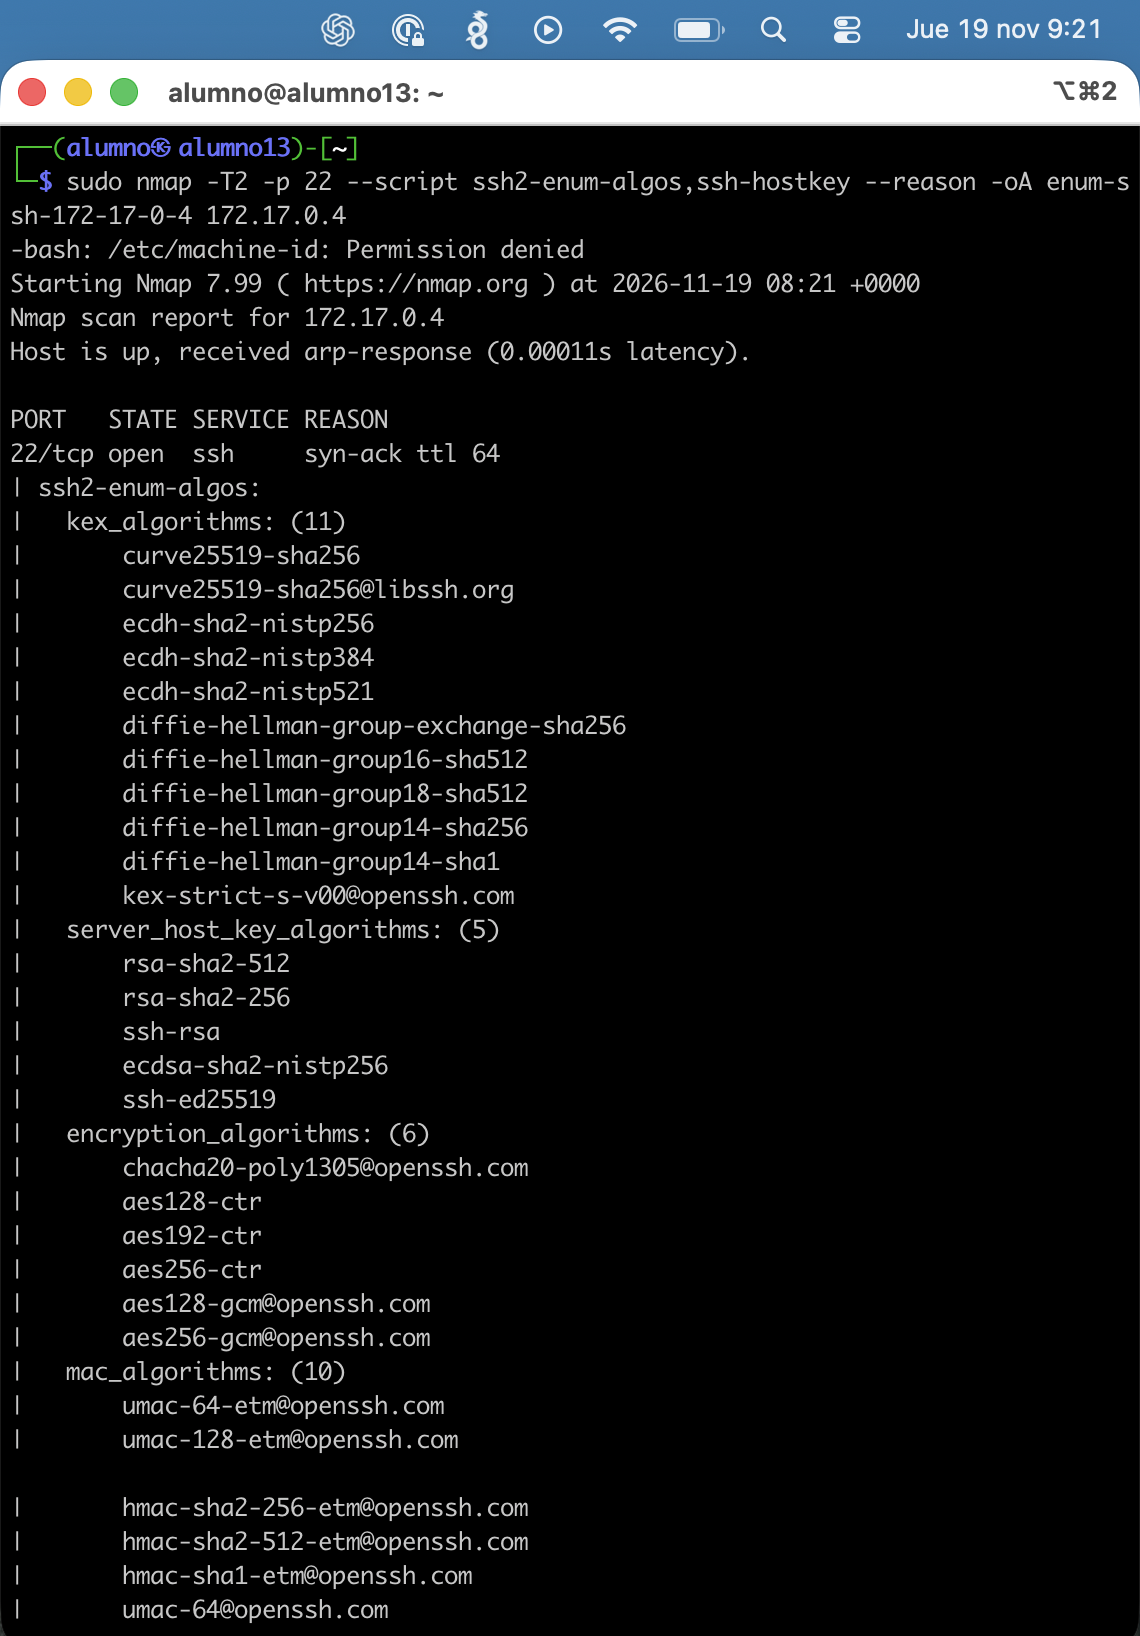 Jue 19 nov 9:21
alumno@alumno13: ~
⌥⌘2
┌──(alumno㉿ alumno13)-[~]
└─$ sudo nmap -T2 -p 22 --script ssh2-enum-algos,ssh-hostkey --reason -oA enum-s
sh-172-17-0-4 172.17.0.4
-bash: /etc/machine-id: Permission denied
Starting Nmap 7.99 ( https://nmap.org ) at 2026-11-19 08:21 +0000
Nmap scan report for 172.17.0.4
Host is up, received arp-response (0.00011s latency).
PORT   STATE SERVICE REASON
22/tcp open  ssh     syn-ack ttl 64
| ssh2-enum-algos:
|   kex_algorithms: (11)
|       curve25519-sha256
|       curve25519-sha256@libssh.org
|       ecdh-sha2-nistp256
|       ecdh-sha2-nistp384
|       ecdh-sha2-nistp521
|       diffie-hellman-group-exchange-sha256
|       diffie-hellman-group16-sha512
|       diffie-hellman-group18-sha512
|       diffie-hellman-group14-sha256
|       diffie-hellman-group14-sha1
|       kex-strict-s-v00@openssh.com
|   server_host_key_algorithms: (5)
|       rsa-sha2-512
|       rsa-sha2-256
|       ssh-rsa
|       ecdsa-sha2-nistp256
|       ssh-ed25519
|   encryption_algorithms: (6)
|       chacha20-poly1305@openssh.com
|       aes128-ctr
|       aes192-ctr
|       aes256-ctr
|       aes128-gcm@openssh.com
|       aes256-gcm@openssh.com
|   mac_algorithms: (10)
|       umac-64-etm@openssh.com
|       umac-128-etm@openssh.com
|       hmac-sha2-256-etm@openssh.com
|       hmac-sha2-512-etm@openssh.com
|       hmac-sha1-etm@openssh.com
|       umac-64@openssh.com